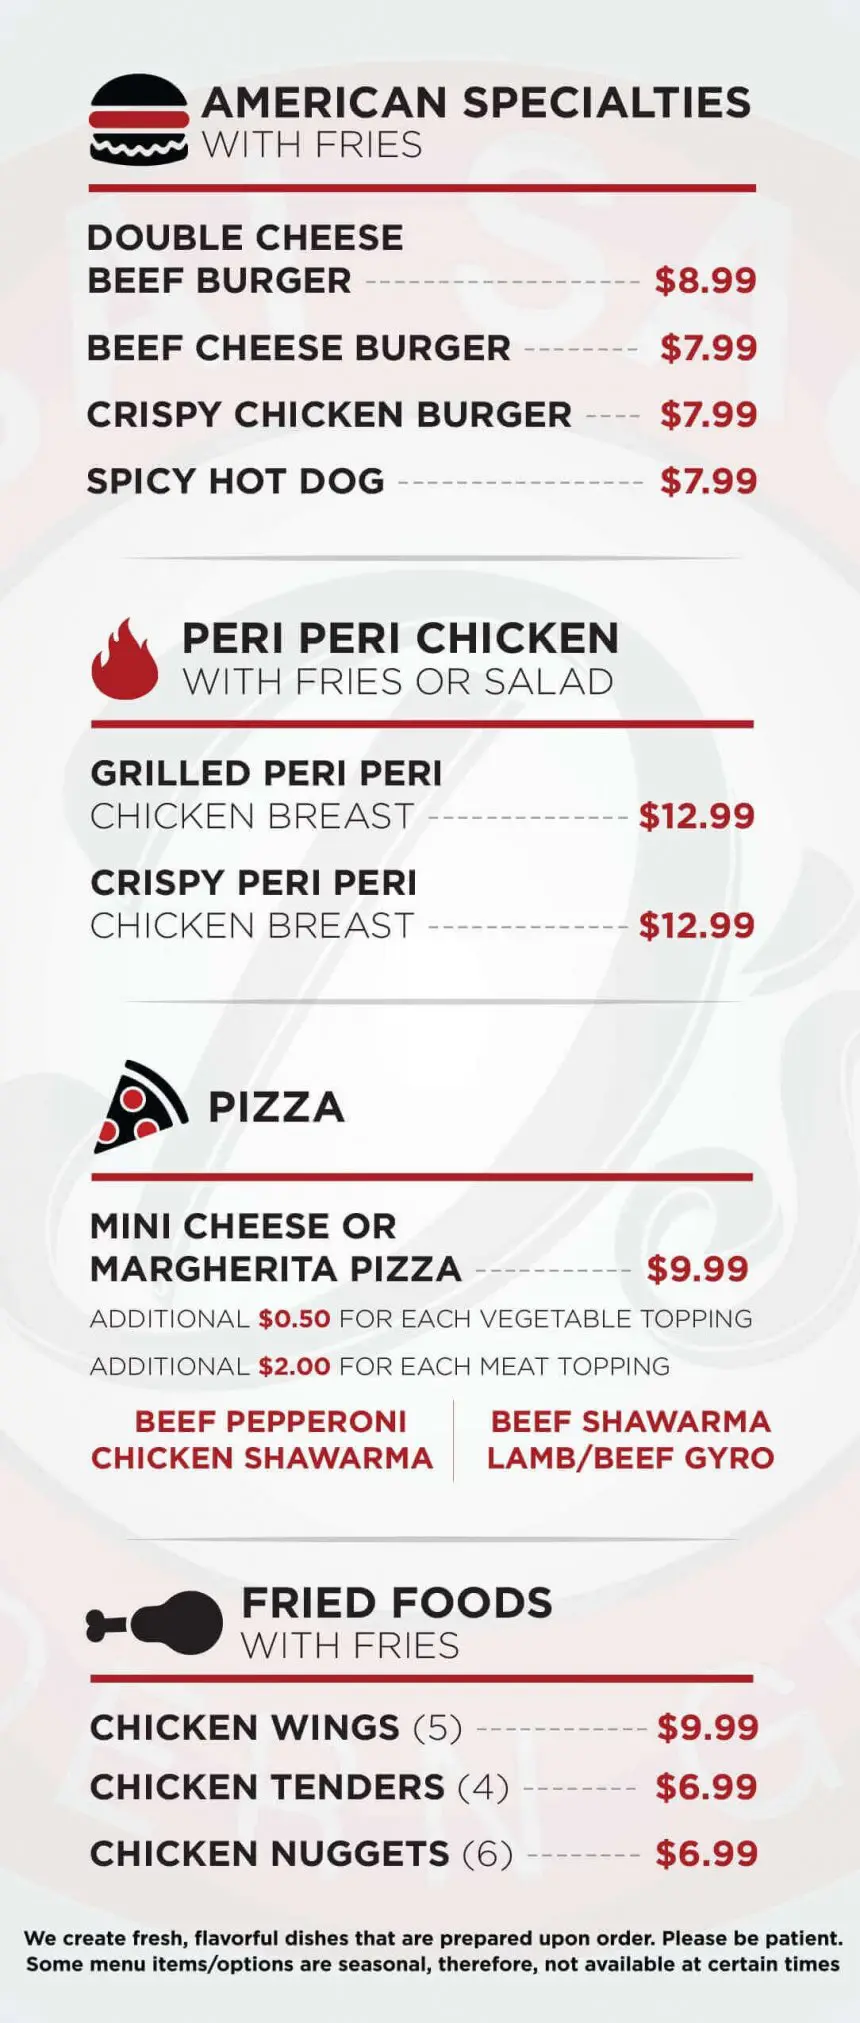 AMERICAN SPECIALTIES
WITH FRIES
DOUBLE CHEESE
BEEF BURGER $8.99
BEEF CHEESE BURGER $7.99
CRISPY CHICKEN BURGER $7.99
SPICY HOT DOG $7.99
PERI PERI CHICKEN
WITH FRIES OR SALAD
GRILLED PERI PERI
CHICKEN BREAST $12.99
CRISPY PERI PERI
CHICKEN BREAST $12.99
PIZZA
MINI CHEESE OR
MARGHERITA PIZZA $9.99
ADDITIONAL $0.50 FOR EACH VEGETABLE TOPPING
ADDITIONAL $2.00 FOR EACH MEAT TOPPING
BEEF PEPPERONI
CHICKEN SHAWARMA
BEEF SHAWARMA
LAMB/BEEF GYRO
FRIED FOODS
WITH FRIES
CHICKEN WINGS (5) $9.99
CHICKEN TENDERS (4) $6.99
CHICKEN NUGGETS (6) $6.99
We create fresh, flavorful dishes that are prepared upon order. Please be patient.
Some menu items/options are seasonal, therefore, not available at certain times